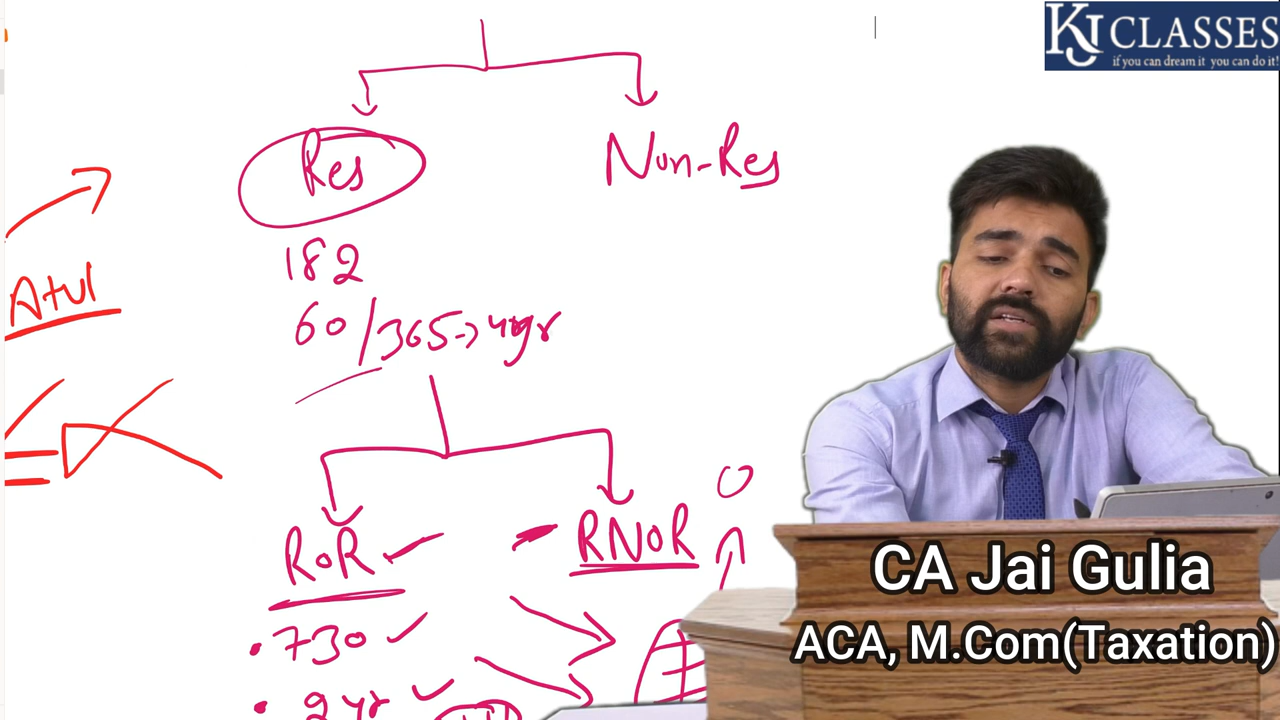 KJ CLASSES
if you can dream it you can do it!
Res
Non-Res
182
60/365→4yr
Atul
ROR
RNOR
• 730
• 2yr
CA Jai Gulia
ACA, M.Com(Taxation)